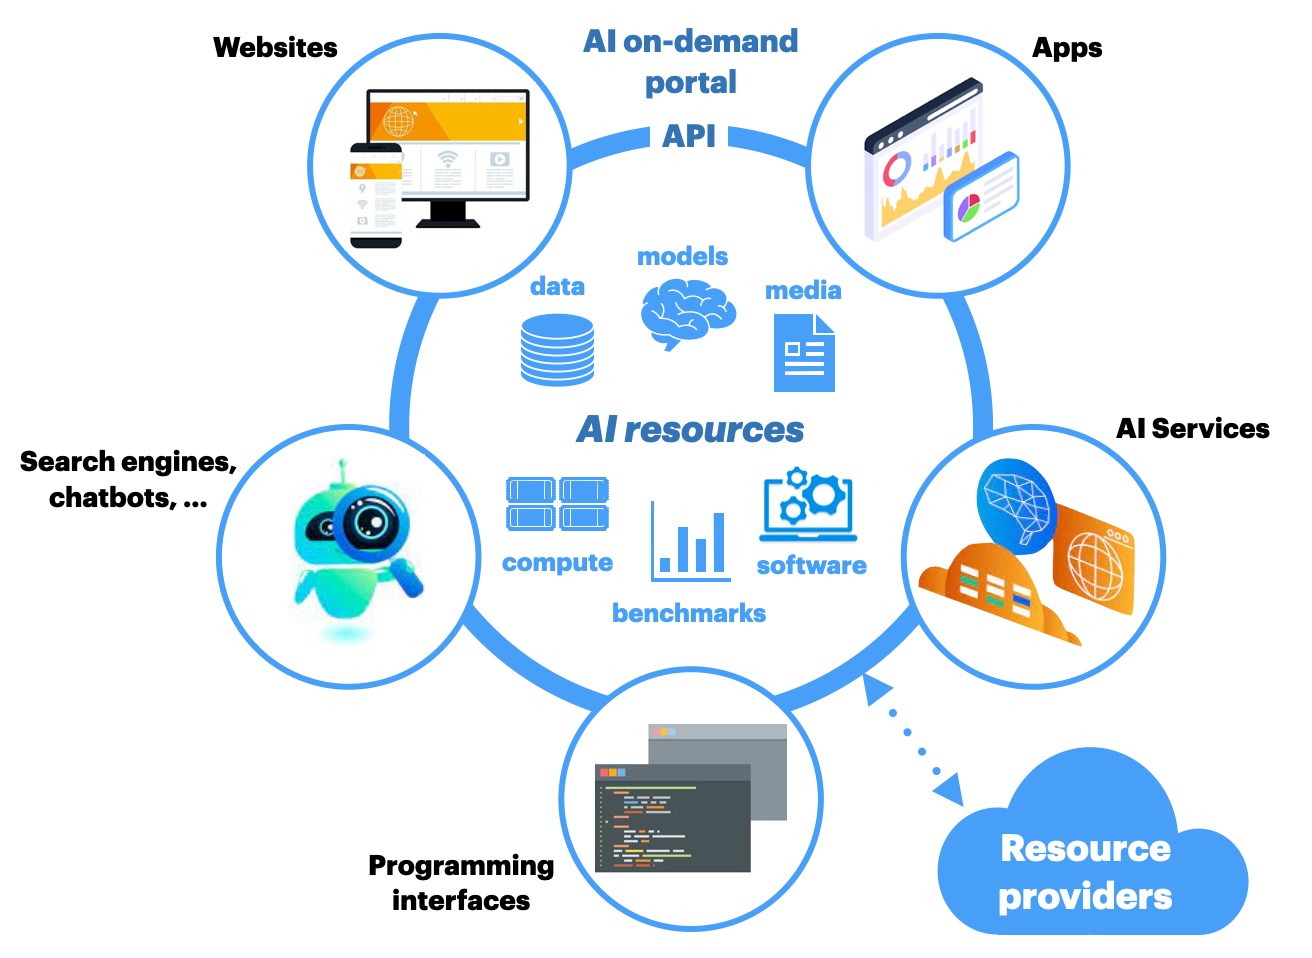 Websites
AI on-demand
portal
API
Apps
models
data
media
AI resources
AI Services
Search engines,
chatbots, ...
compute
software
benchmarks
Programming
interfaces
Resource
providers